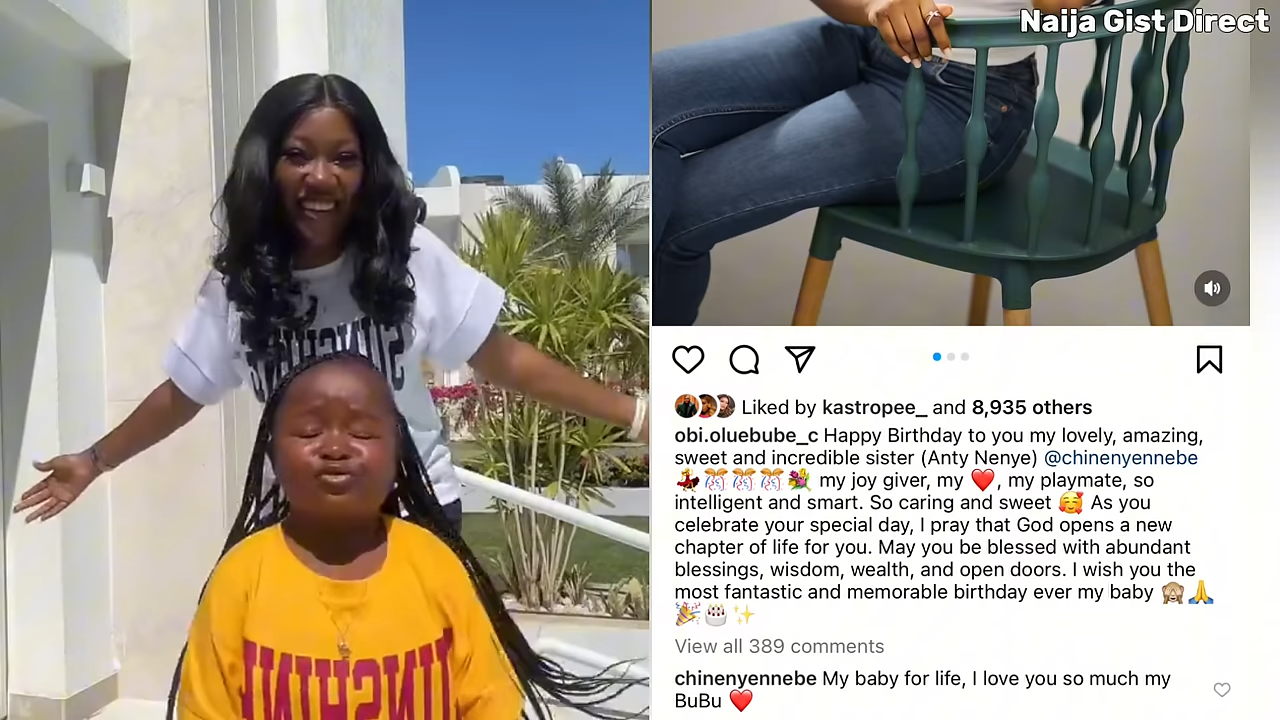 Naija Gist Direct
SUNSHINE
UNSHINE
Liked by kastropee_ and 8,935 others
obi.oluebube_c Happy Birthday to you my lovely, amazing,
sweet and incredible sister (Anty Nenye) @chinenyennebe
💃🎊🎊🎊💐 my joy giver, my ❤️, my playmate, so
intelligent and smart. So caring and sweet 🥰 As you
celebrate your special day, I pray that God opens a new
chapter of life for you. May you be blessed with abundant
blessings, wisdom, wealth, and open doors. I wish you the
most fantastic and memorable birthday ever my baby 🙈🙏
🎉🎂✨
View all 389 comments
chinenyennebe My baby for life, I love you so much my
BuBu ❤️